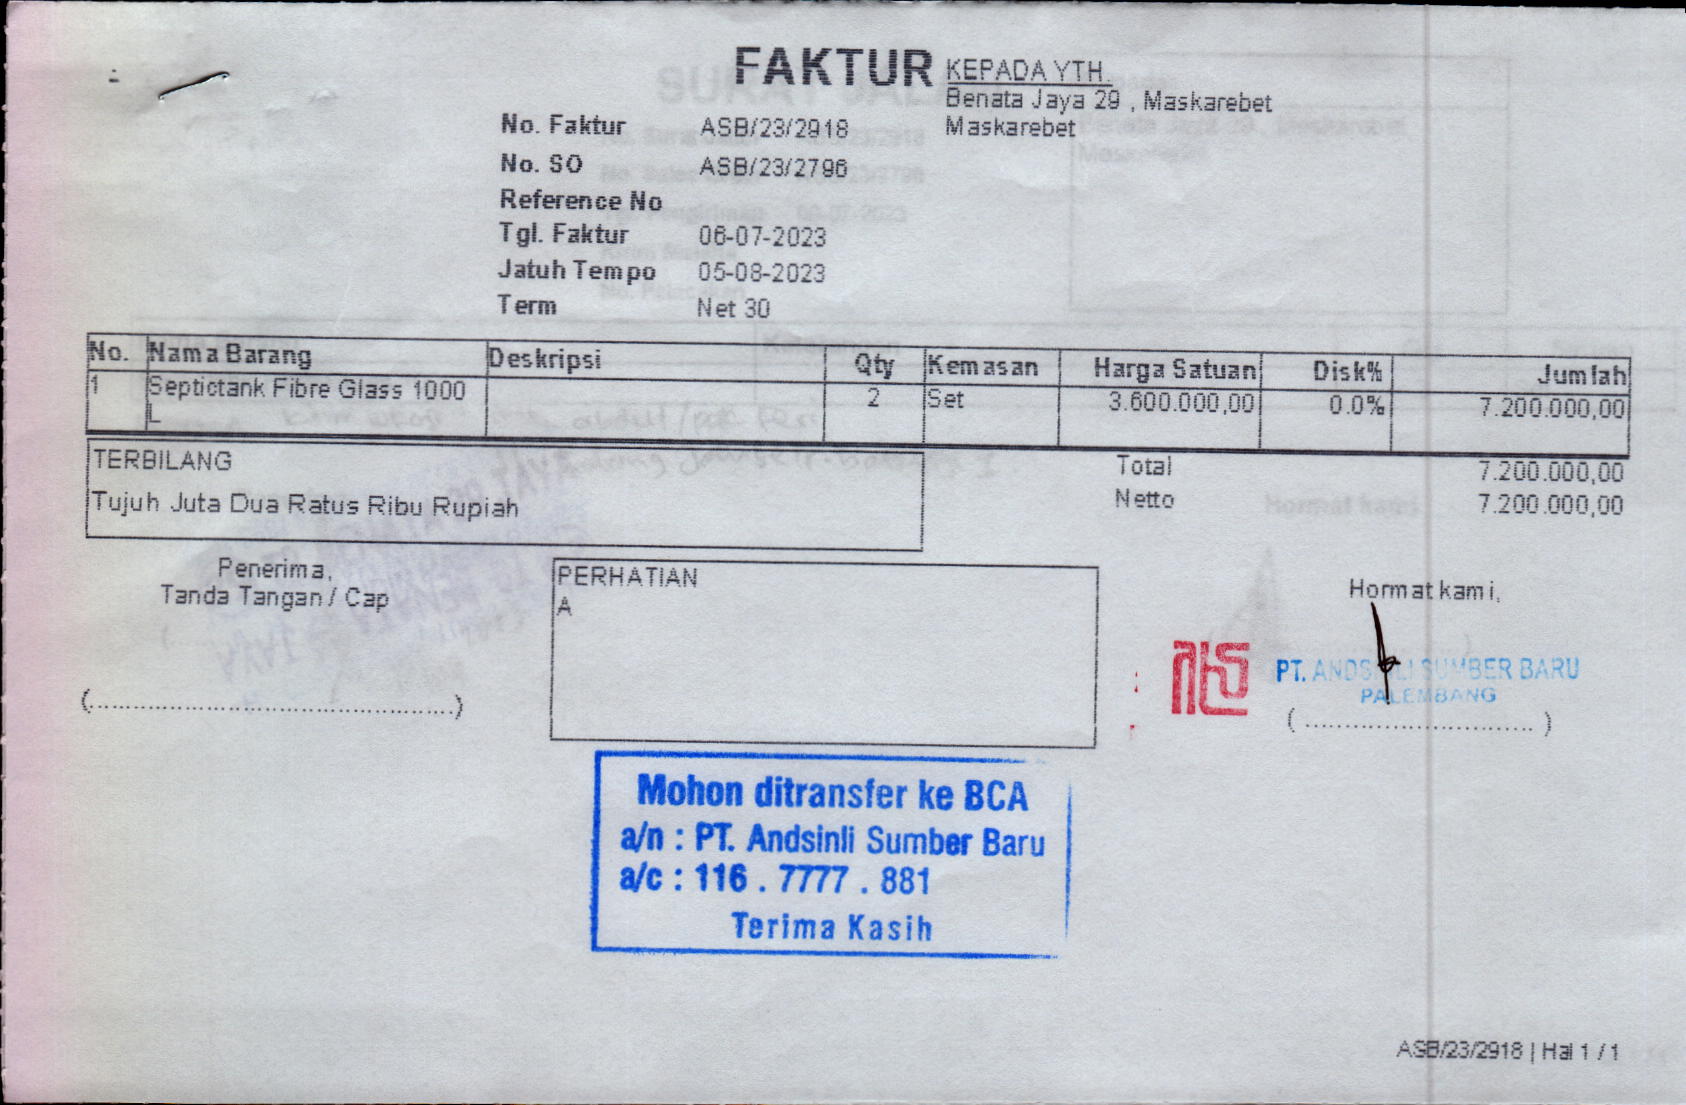 FAKTUR
KEPADA YTH.
Benata Jaya 29 , Maskarebet
Maskarebet
No. Faktur ASB/23/2918
No. SO ASB/23/2796
Reference No
Tgl. Faktur 06-07-2023
Jatuh Tempo 05-08-2023
Term Net 30
No. Nama Barang Deskripsi Qty Kemasan Harga Satuan Disk% Jumlah
1 Septictank Fibre Glass 1000 2 Set 3.600.000,00 0.0% 7.200.000,00
L
TERBILANG
Tujuh Juta Dua Ratus Ribu Rupiah
Total 7.200.000,00
Netto 7.200.000,00
Penerima,
Tanda Tangan / Cap
(..............................................)
PERHATIAN
A
Hormat kami,
PT. ANDSINLI SUMBER BARU
PALEMBANG
( ............................. )
Mohon ditransfer ke BCA
a/n : PT. Andsinli Sumber Baru
a/c : 116 . 7777 . 881
Terima Kasih
ASB/23/2918 | Hal 1 / 1